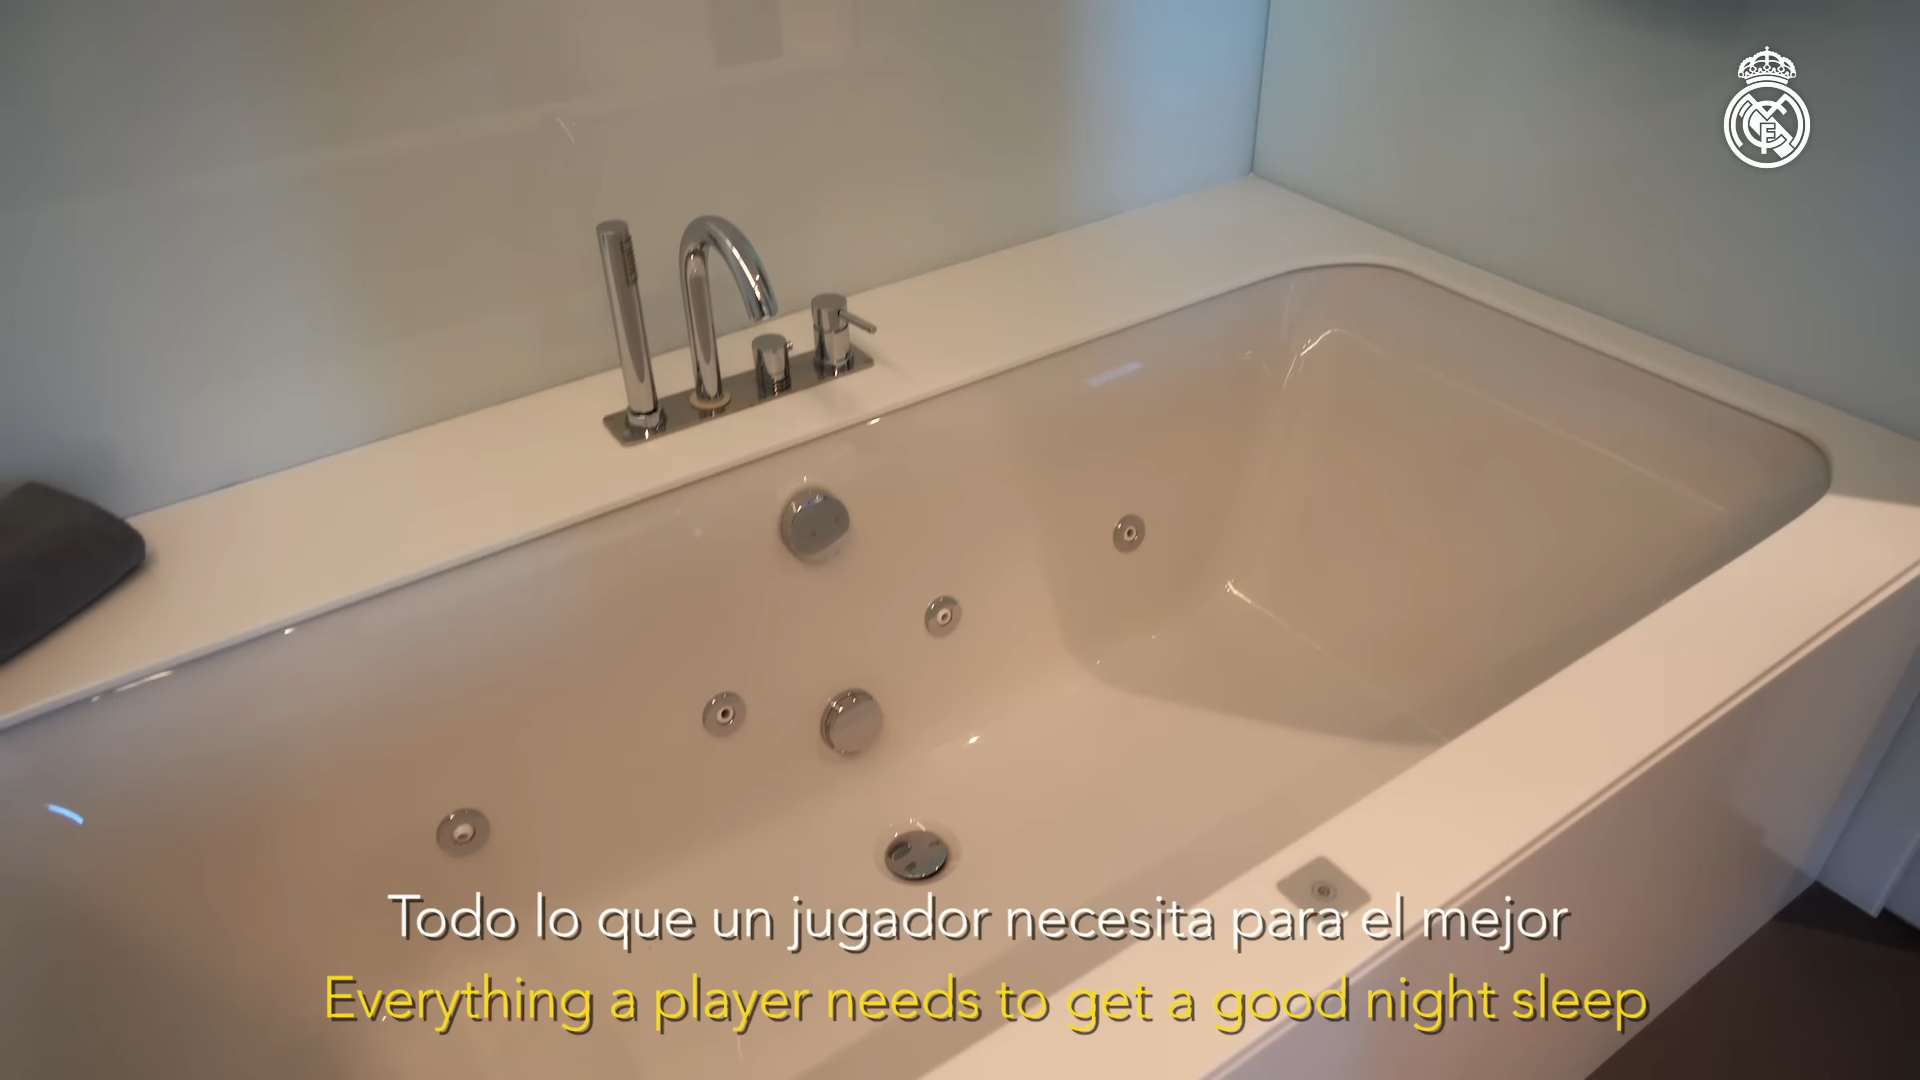 Todo lo que un jugador necesita para el mejor
Everything a player needs to get a good night sleep